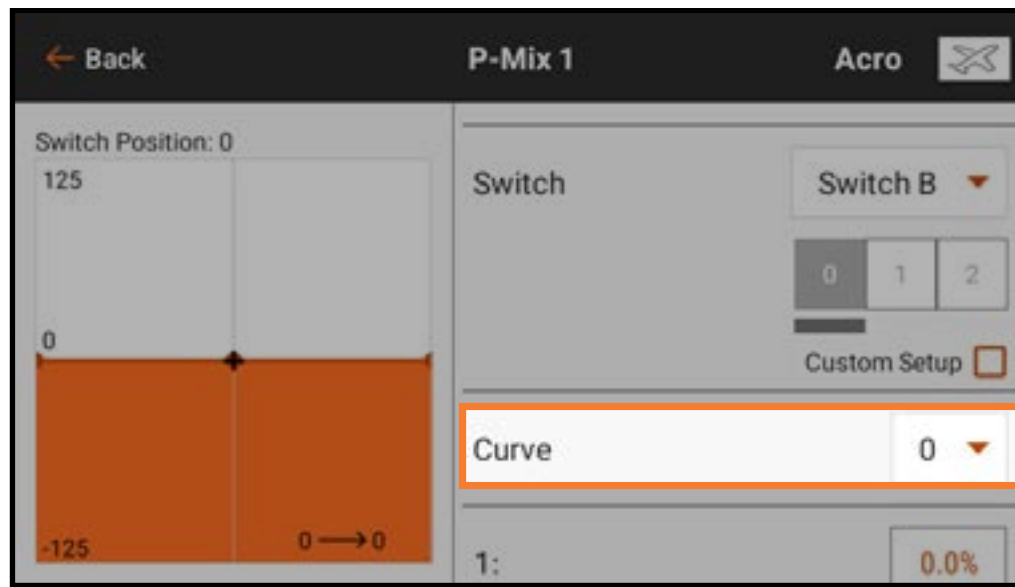 ← Back
P-Mix 1
Acro
Switch Position: 0
125
0
-125
0 → 0
Switch
Switch B
0 1 2
Custom Setup
Curve
0
1:
0.0%